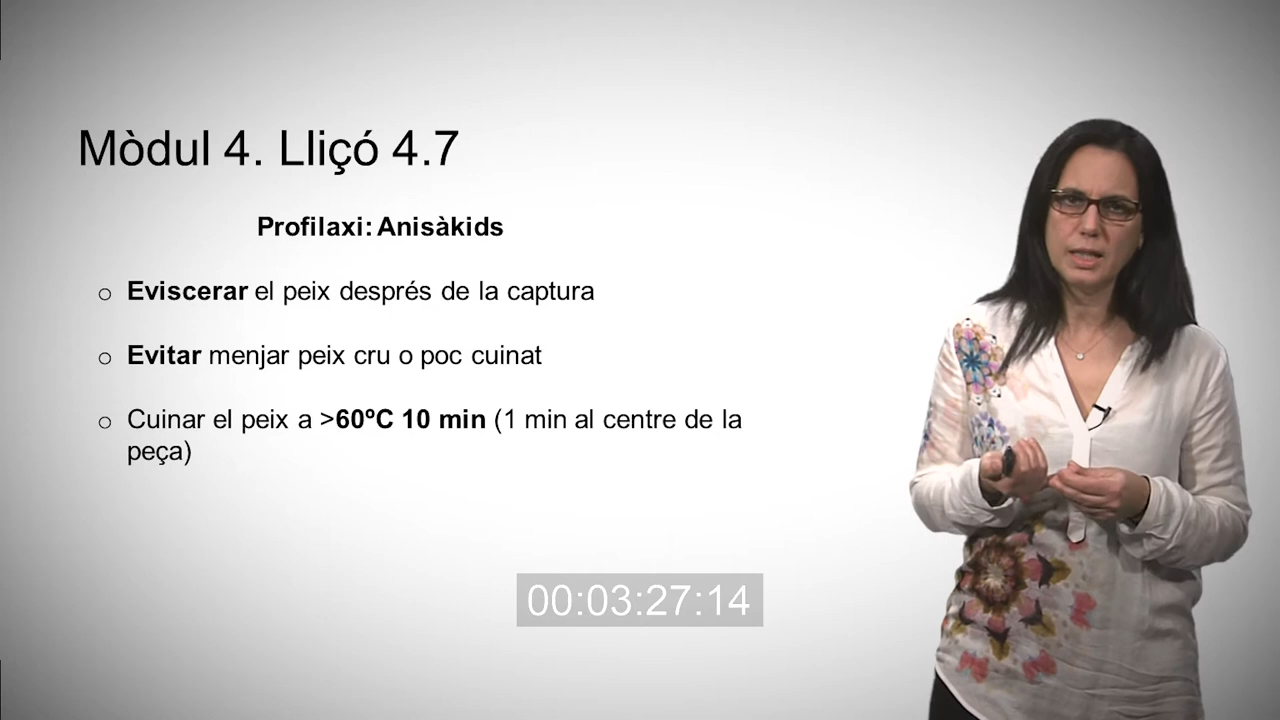 Mòdul 4. Lliçó 4.7
Profilaxi: Anisàkids
o Eviscerar el peix després de la captura
o Evitar menjar peix cru o poc cuinat
o Cuinar el peix a >60ºC 10 min (1 min al centre de la
peça)
00:03:27:14